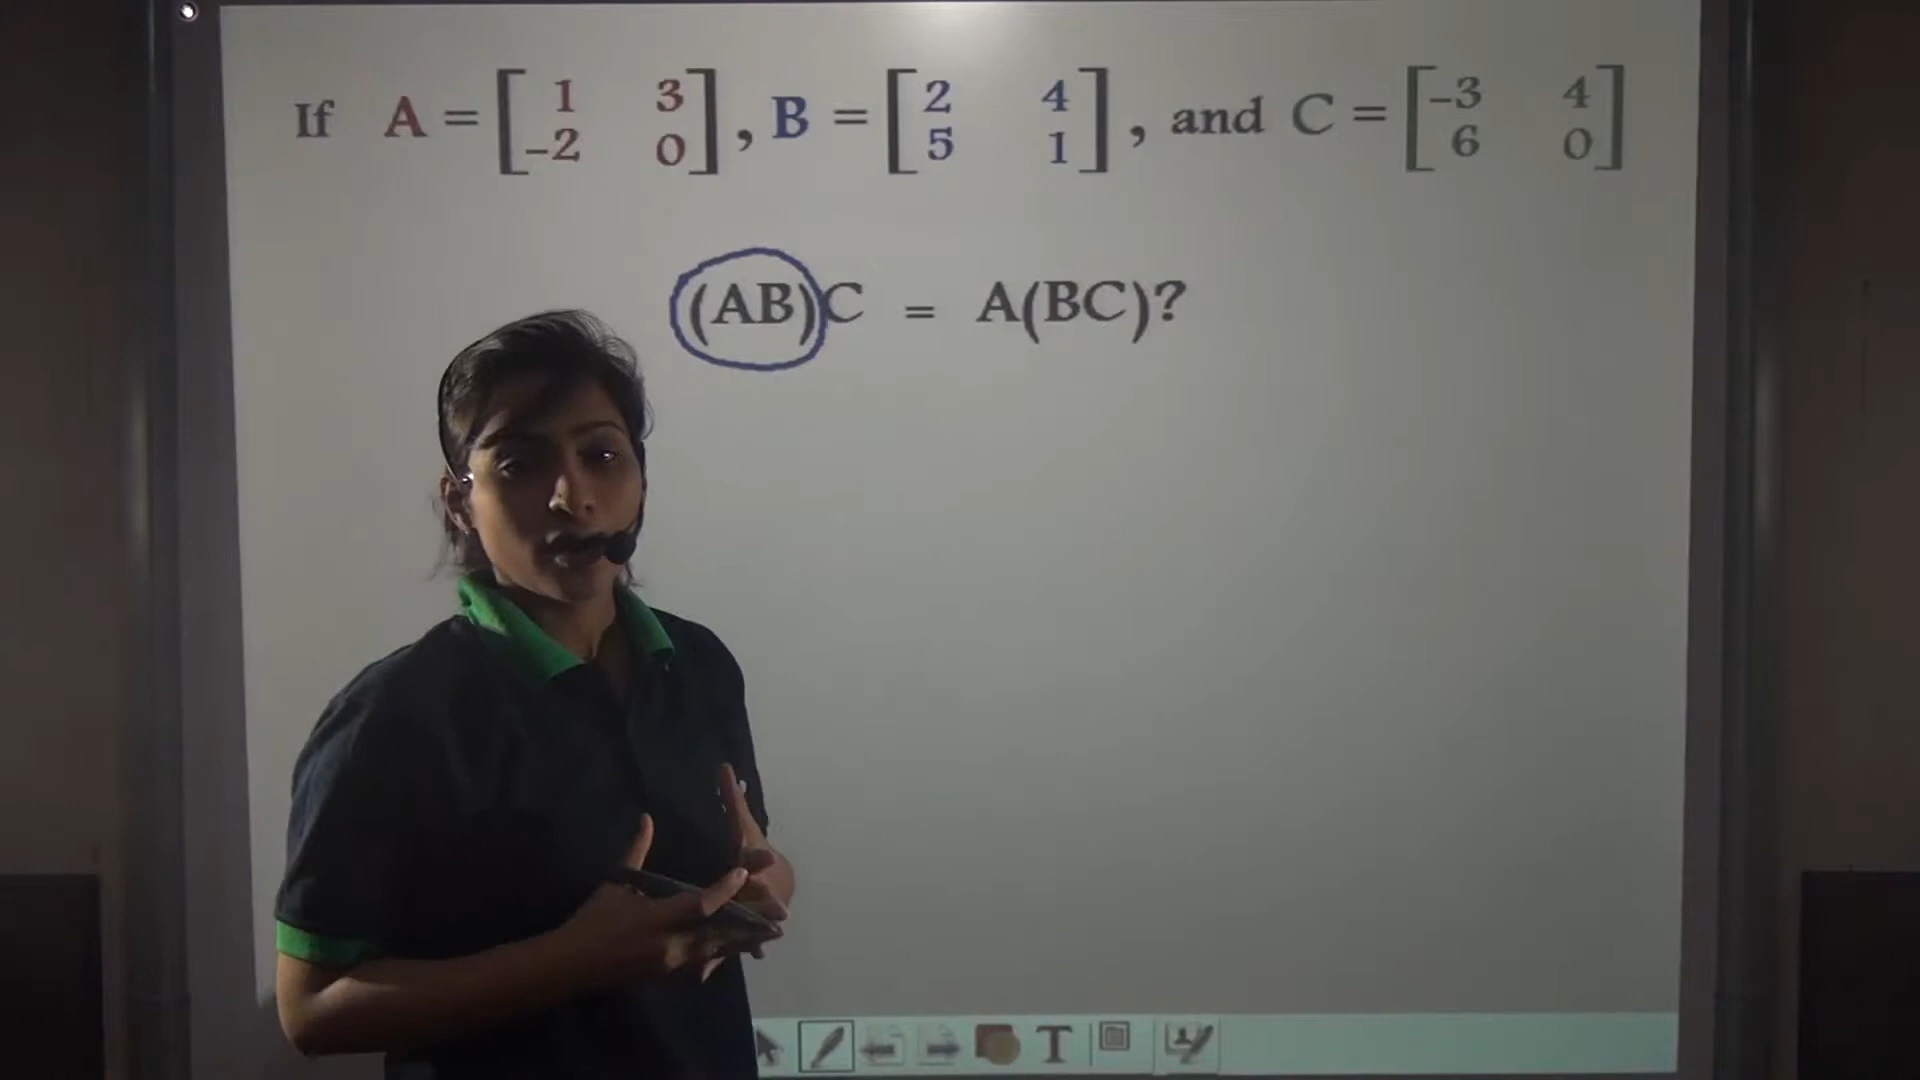 If A = [1 3
-2 0], B = [2 4
5 1], and C = [-3 4
6 0]
(AB)C = A(BC)?
T